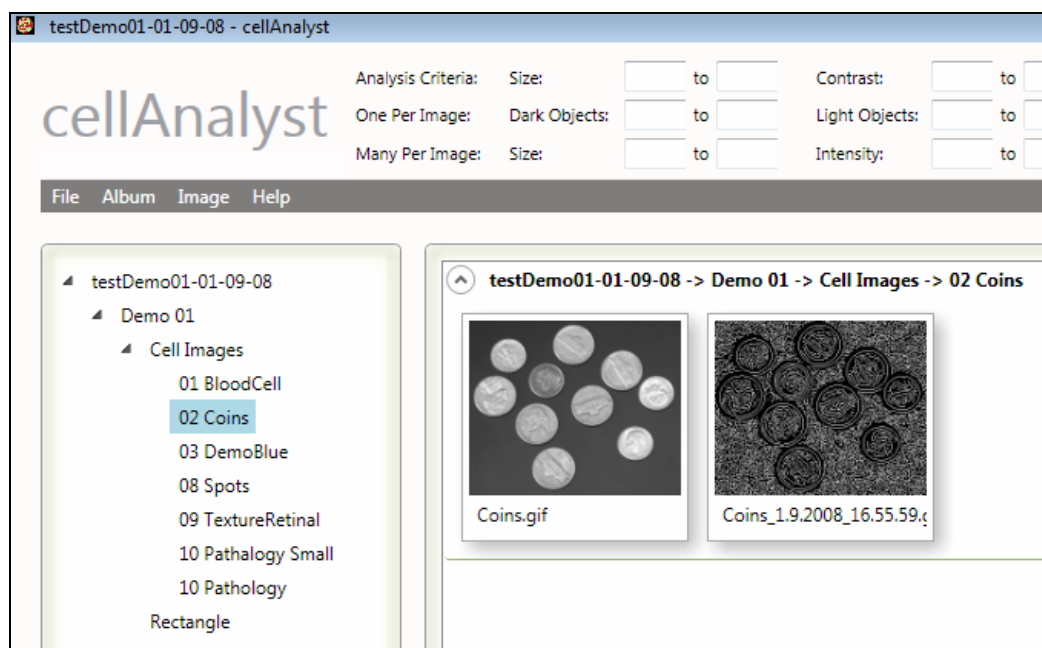 testDemo01-01-09-08 - cellAnalyst
cellAnalyst
Analysis Criteria: Size: to Contrast: to
One Per Image: Dark Objects: to Light Objects: to
Many Per Image: Size: to Intensity: to
File Album Image Help
testDemo01-01-09-08
Demo 01
Cell Images
01 BloodCell
02 Coins
03 DemoBlue
08 Spots
09 TextureRetinal
10 Pathalogy Small
10 Pathology
Rectangle
testDemo01-01-09-08 -> Demo 01 -> Cell Images -> 02 Coins
Coins.gif
Coins_1.9.2008_16.55.59.g